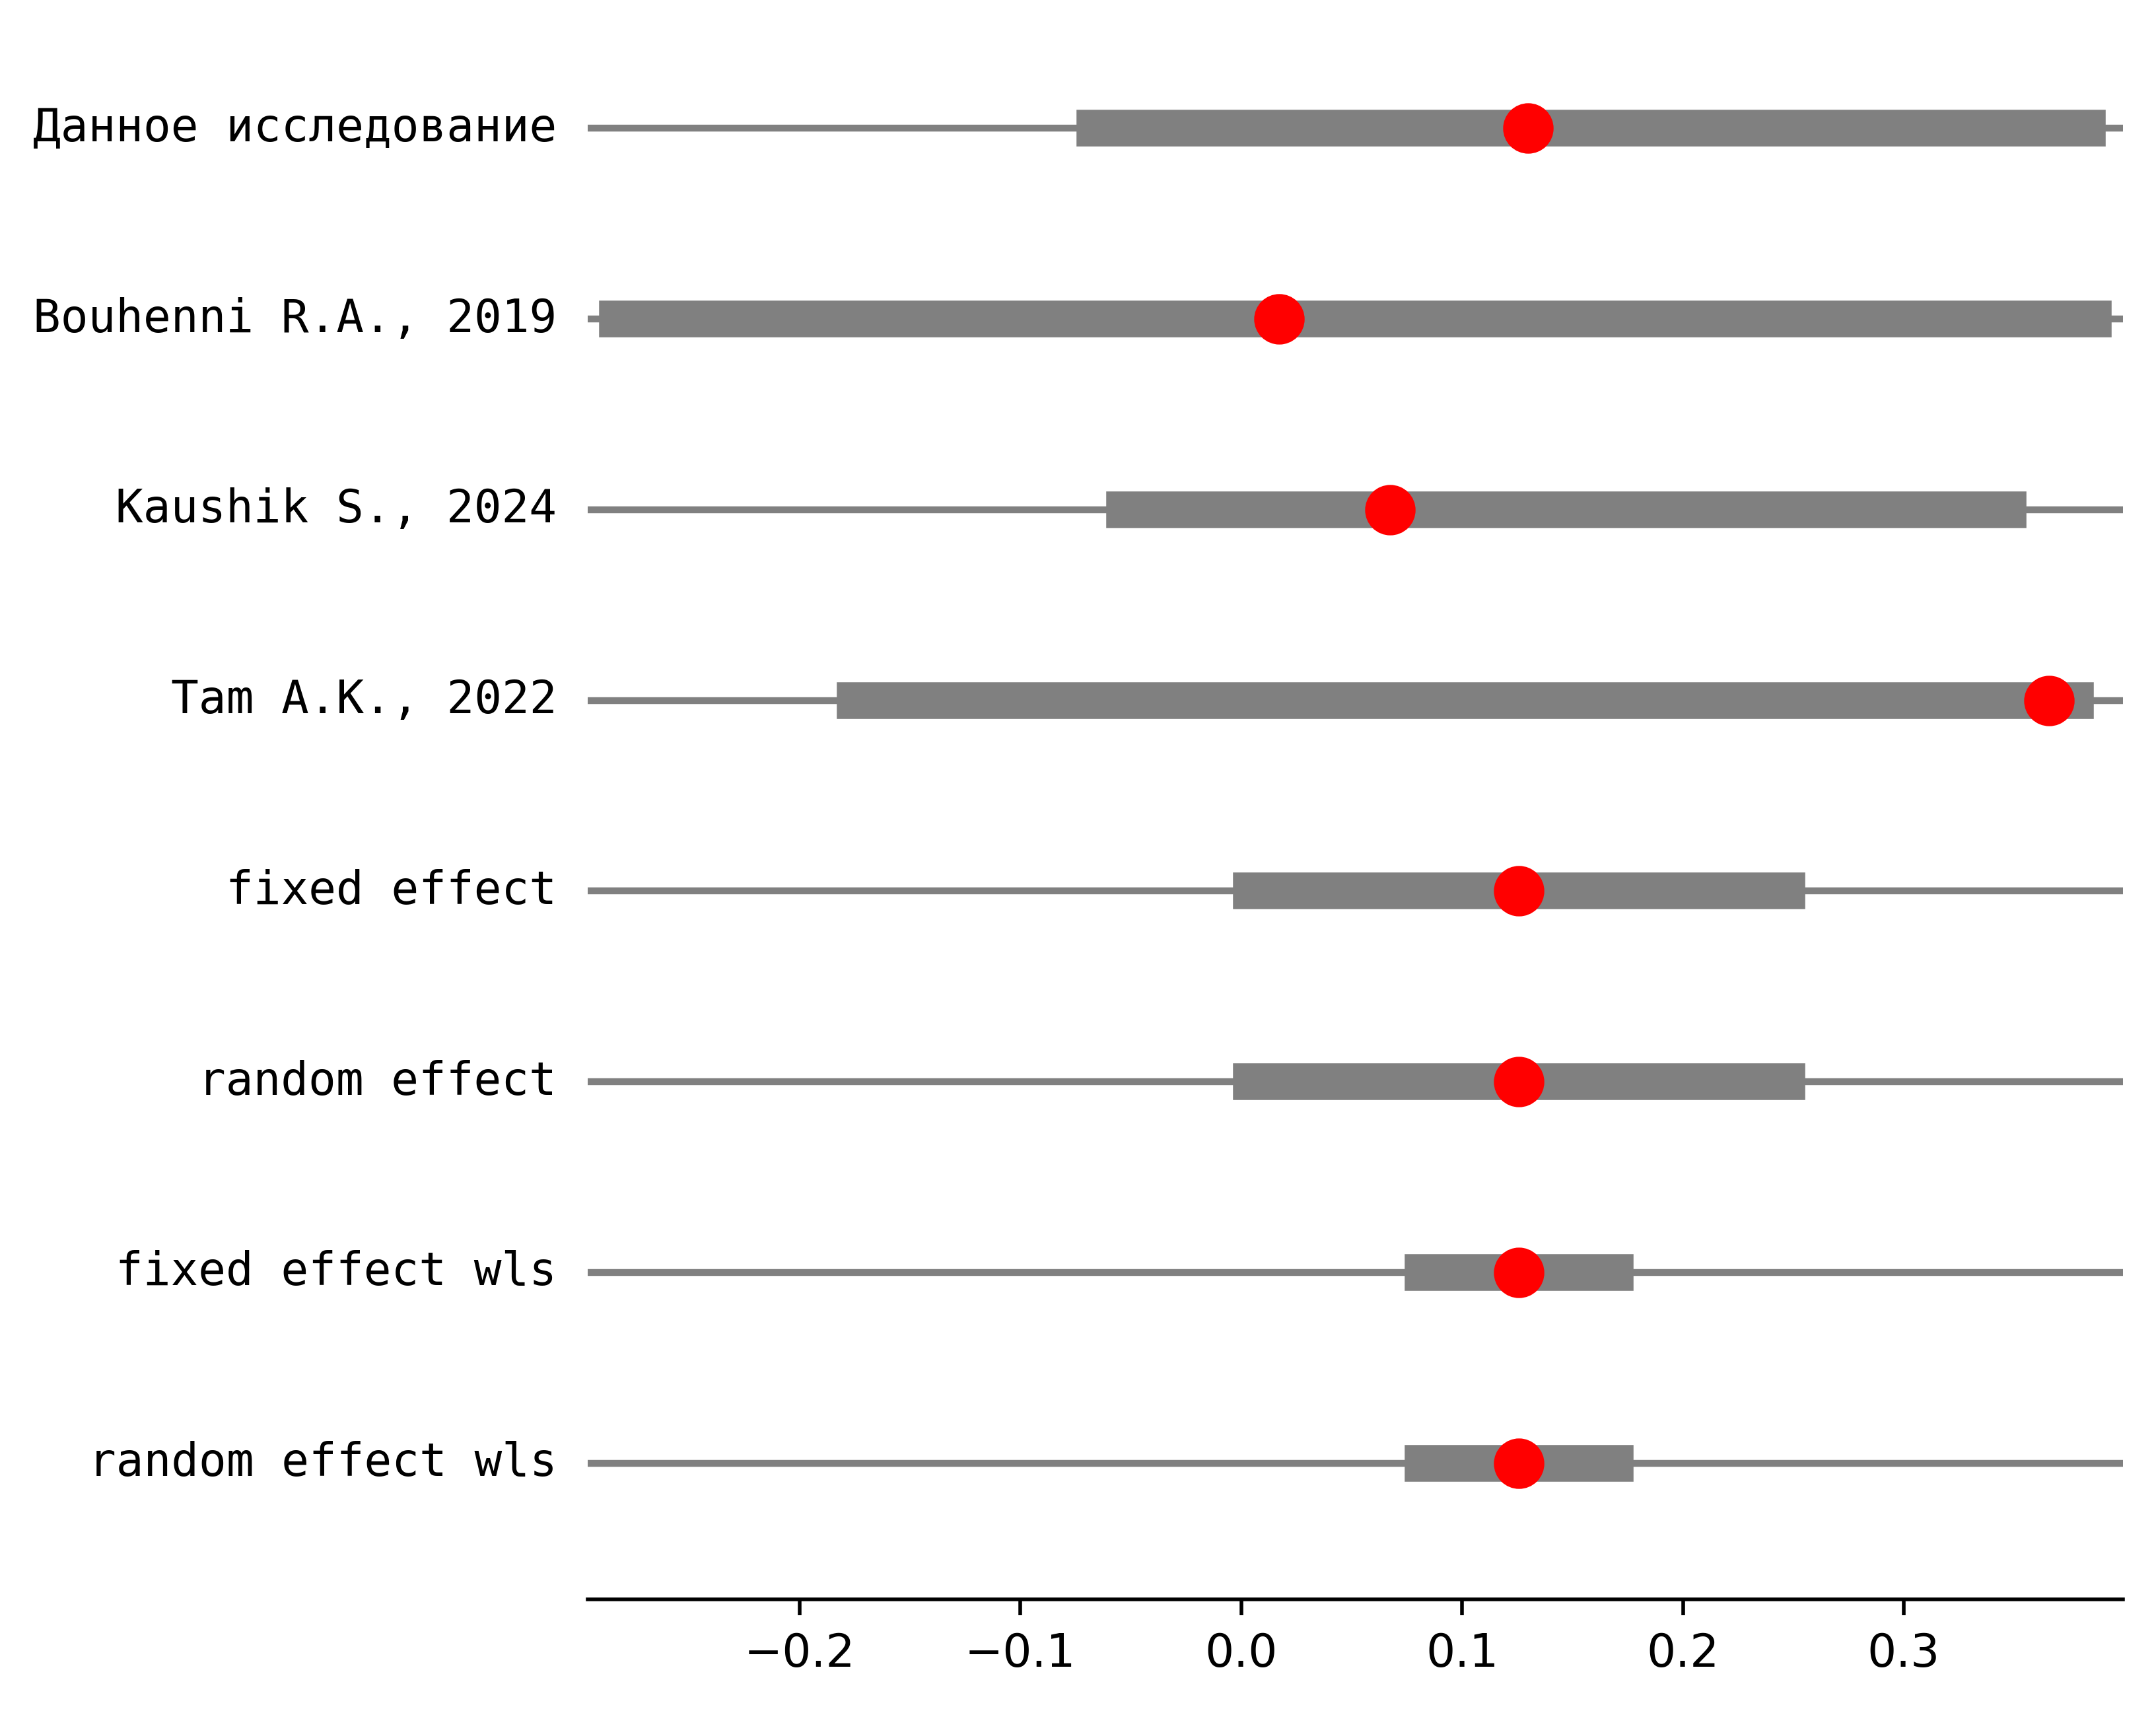 Данное исследование
Bouhenni R.A., 2019
Kaushik S., 2024
Tam A.K., 2022
fixed effect
random effect
fixed effect wls
random effect wls
−0.2 −0.1 0.0 0.1 0.2 0.3